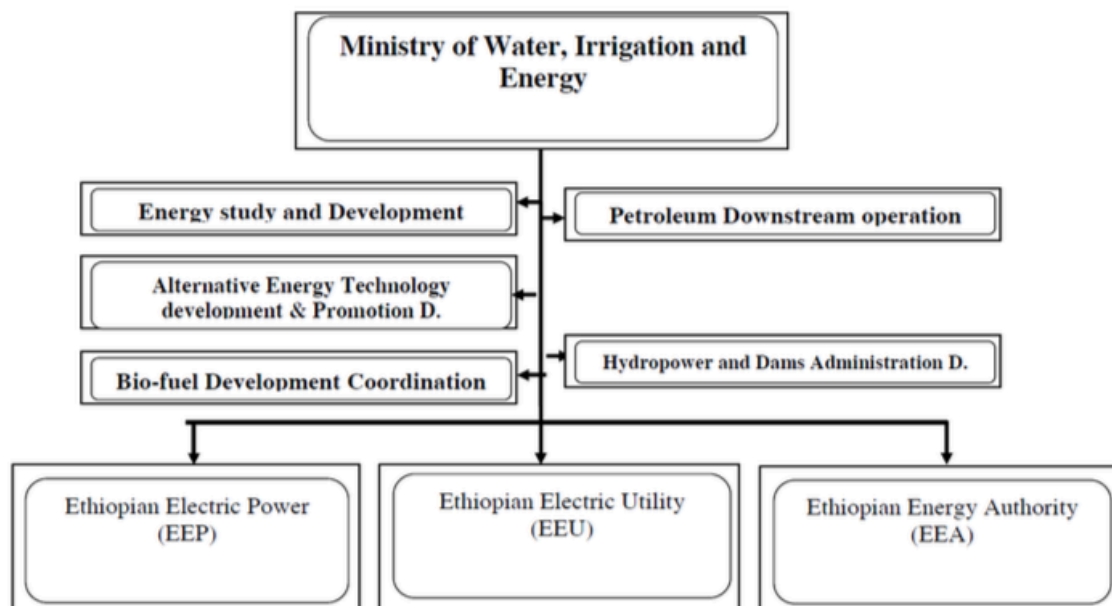 Ministry of Water, Irrigation and
Energy
Energy study and Development
Petroleum Downstream operation
Alternative Energy Technology
development & Promotion D.
Hydropower and Dams Administration D.
Bio-fuel Development Coordination
Ethiopian Electric Power
(EEP)
Ethiopian Electric Utility
(EEU)
Ethiopian Energy Authority
(EEA)